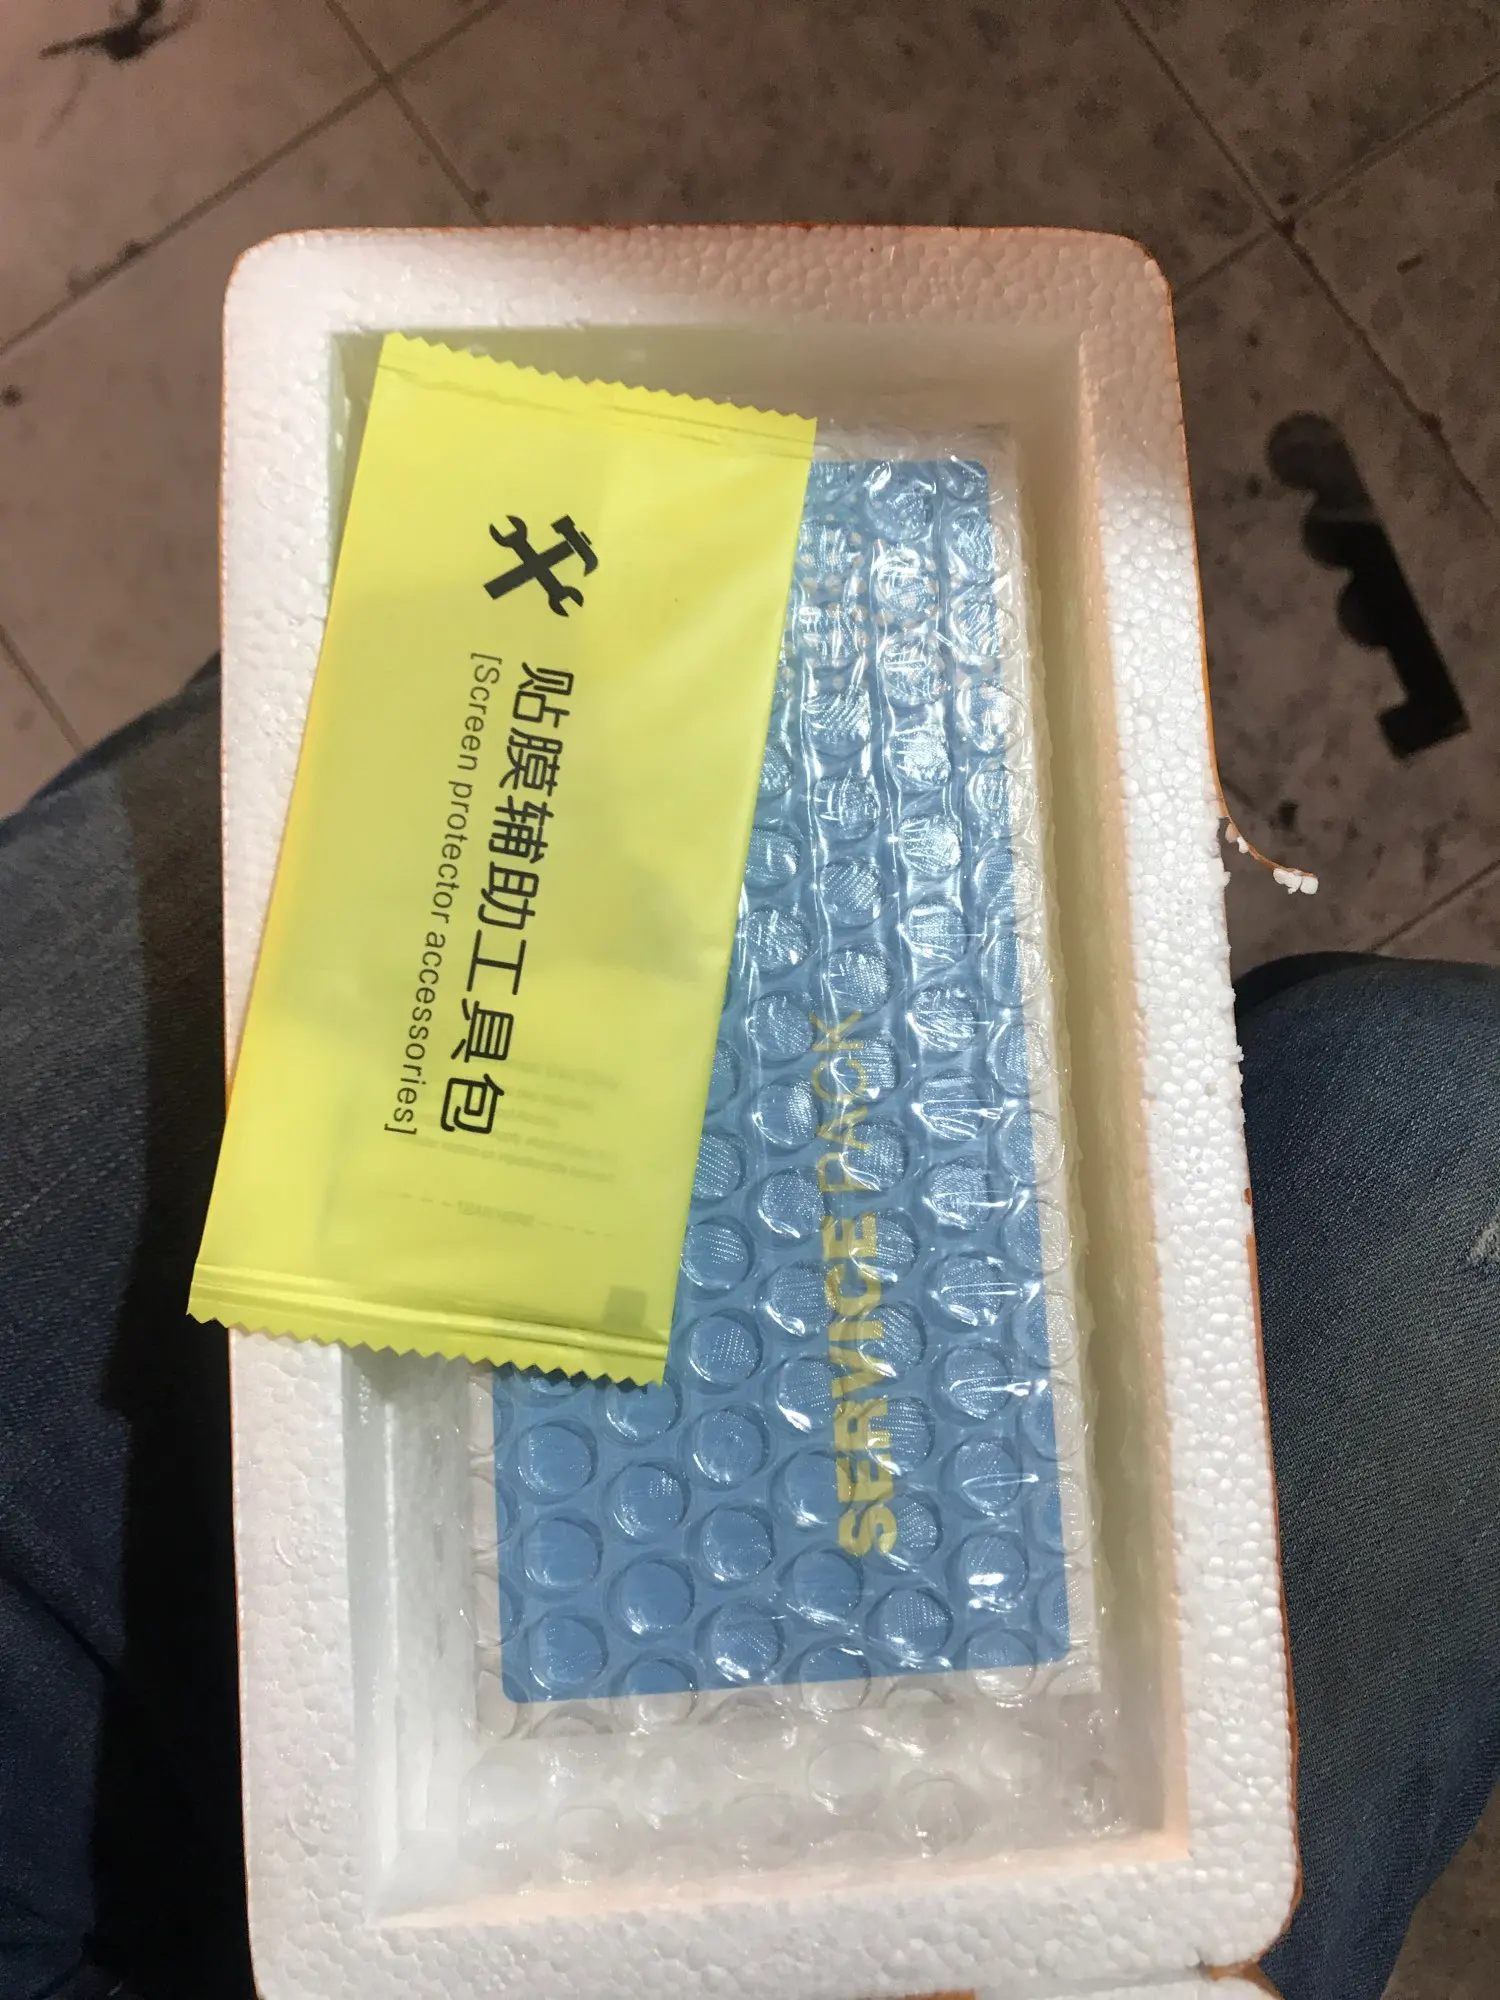 贴膜辅助工具包
[Screen protector accessories]
SERVICE PACK